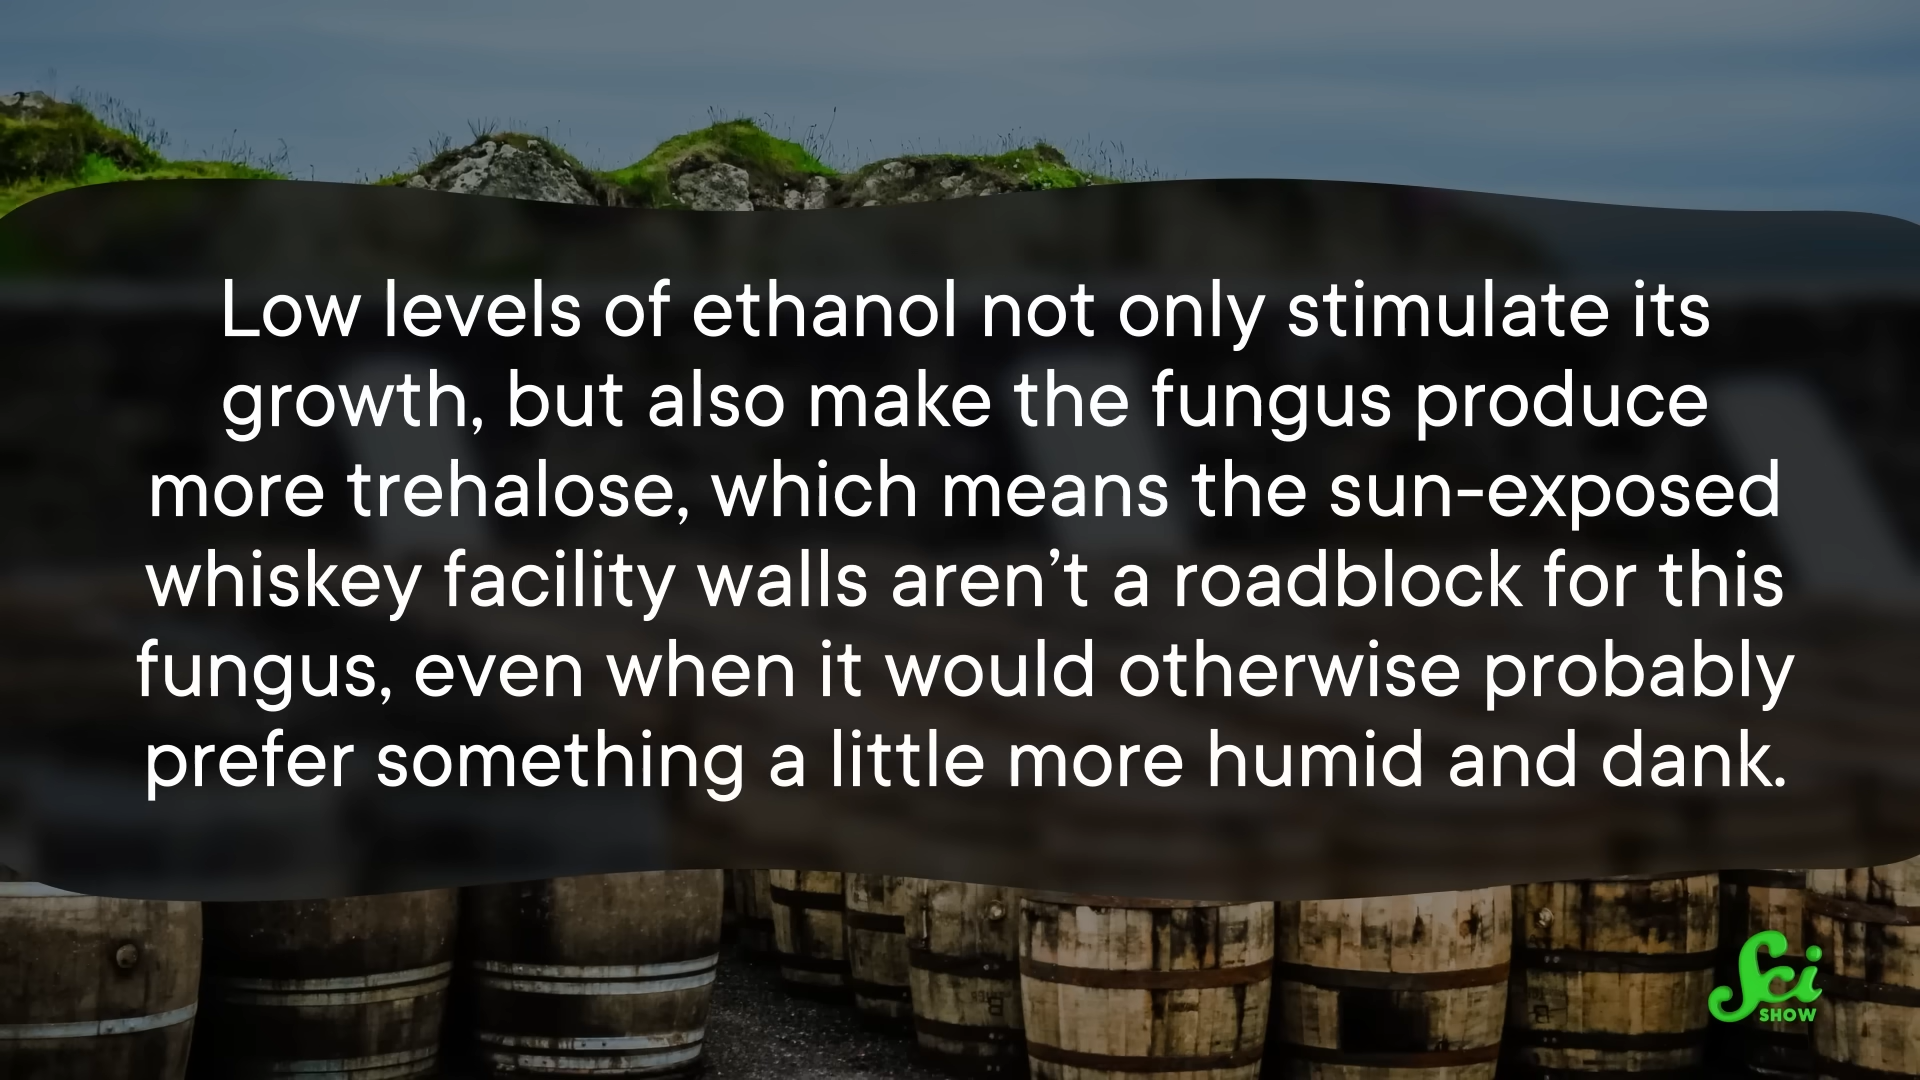 Low levels of ethanol not only stimulate its
growth, but also make the fungus produce
more trehalose, which means the sun-exposed
whiskey facility walls aren’t a roadblock for this
fungus, even when it would otherwise probably
prefer something a little more humid and dank.
Sci
SHOW